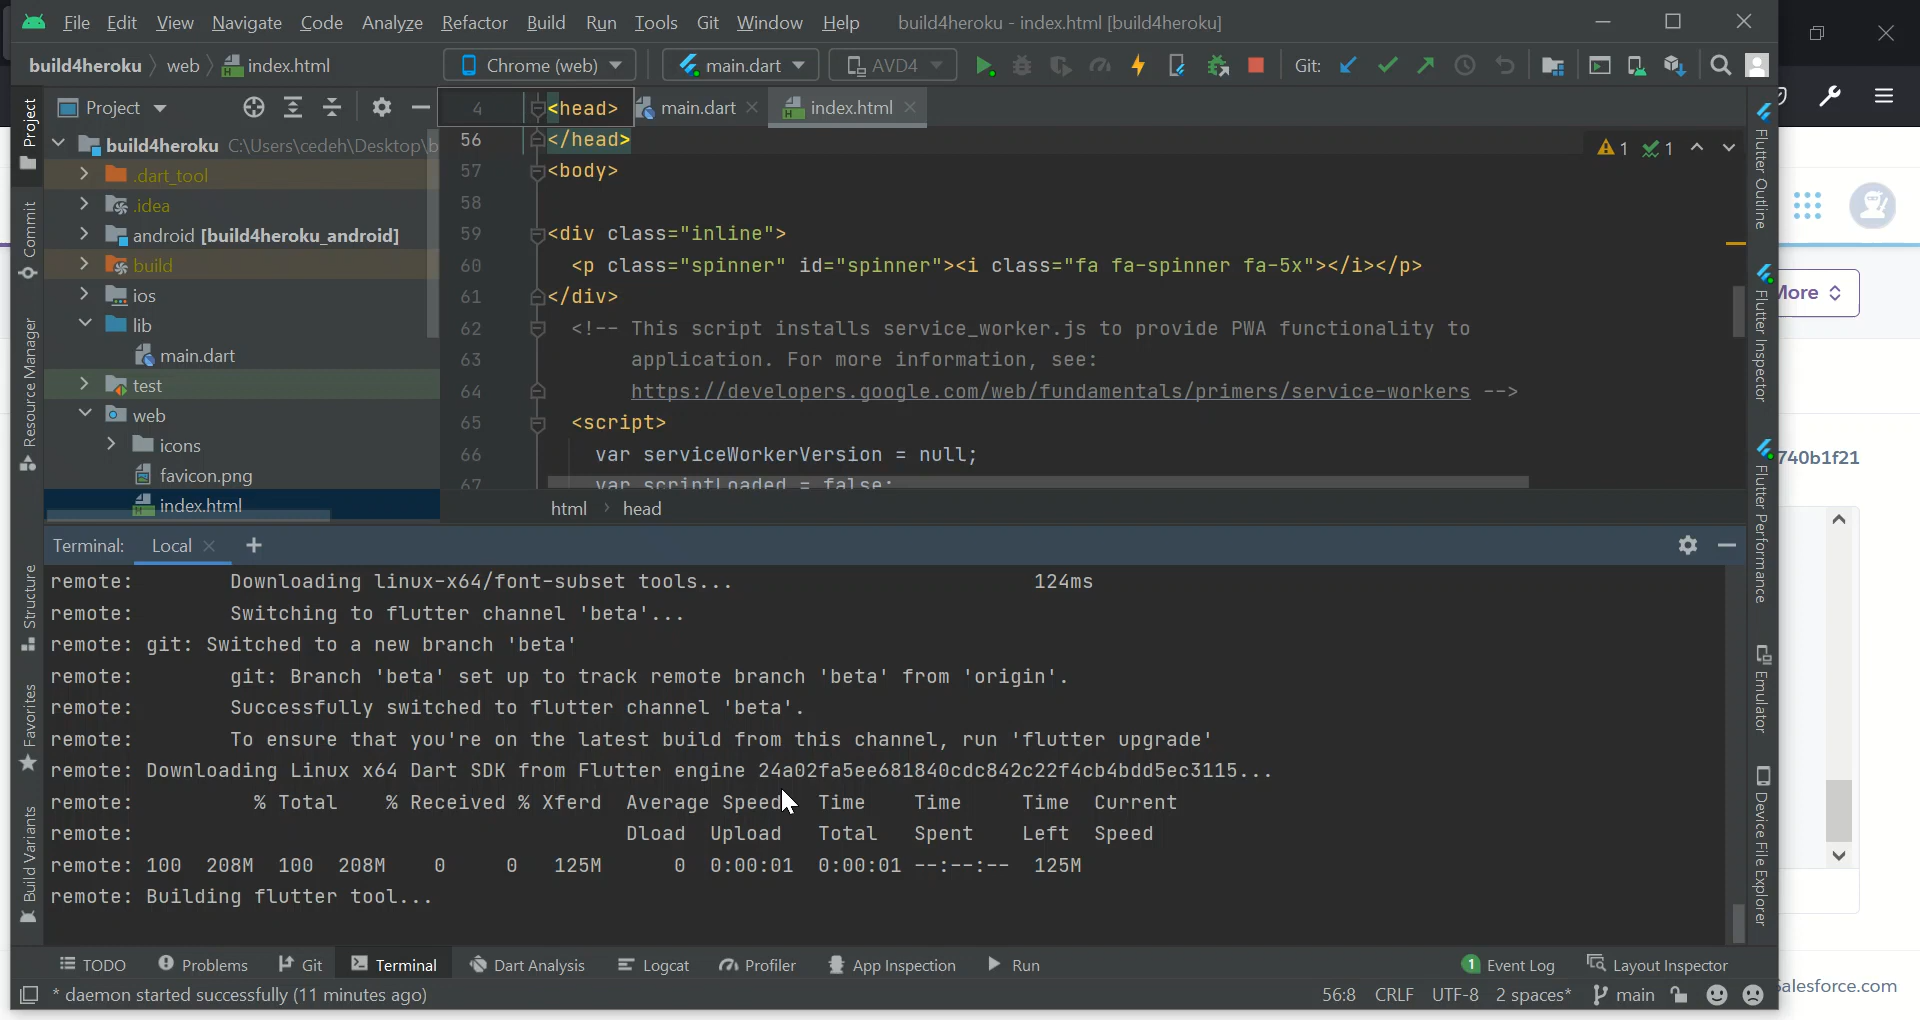 File Edit View Navigate Code Analyze Refactor Build Run Tools Git Window Help build4heroku - index.html [build4heroku]
build4heroku web index.html Chrome (web) main.dart AVD4 Git:
Project
4 <head> main.dart index.html
build4heroku C:\Users\cedeh\Desktop\b
56 </head>
1 1
.dart_tool
57 <body>
.idea
58
android [build4heroku_android]
59 <div class="inline">
build
60 <p class="spinner" id="spinner"><i class="fa fa-spinner fa-5x"></i></p>
ios
61 </div>
lib
62 <!-- This script installs service_worker.js to provide PWA functionality to
main.dart
63 application. For more information, see:
test
64 https://developers.google.com/web/fundamentals/primers/service-workers -->
web
65 <script>
icons
66 var serviceWorkerVersion = null;
favicon.png
67 var scriptLoaded = false;
index.html
html head
Terminal: Local
remote: Downloading linux-x64/font-subset tools... 124ms
remote: Switching to flutter channel 'beta'...
remote: git: Switched to a new branch 'beta'
remote: git: Branch 'beta' set up to track remote branch 'beta' from 'origin'.
remote: Successfully switched to flutter channel 'beta'.
remote: To ensure that you're on the latest build from this channel, run 'flutter upgrade'
remote: Downloading Linux x64 Dart SDK from Flutter engine 24a02fa5ee681840cdc842c22f4cb4bdd5ec3115...
remote: % Total % Received % Xferd Average Speed Time Time Time Current
remote: Dload Upload Total Spent Left Speed
remote: 100 208M 100 208M 0 0 125M 0 0:00:01 0:00:01 --:--:-- 125M
remote: Building flutter tool...
TODO Problems Git Terminal Dart Analysis Logcat Profiler App Inspection Run 1 Event Log Layout Inspector
* daemon started successfully (11 minutes ago) 56:8 CRLF UTF-8 2 spaces* main
Project
Commit
Resource Manager
Structure
Favorites
Build Variants
Flutter Outline
Flutter Inspector
Flutter Performance
Emulator
Device File Explorer
More
740b1f21
alesforce.com